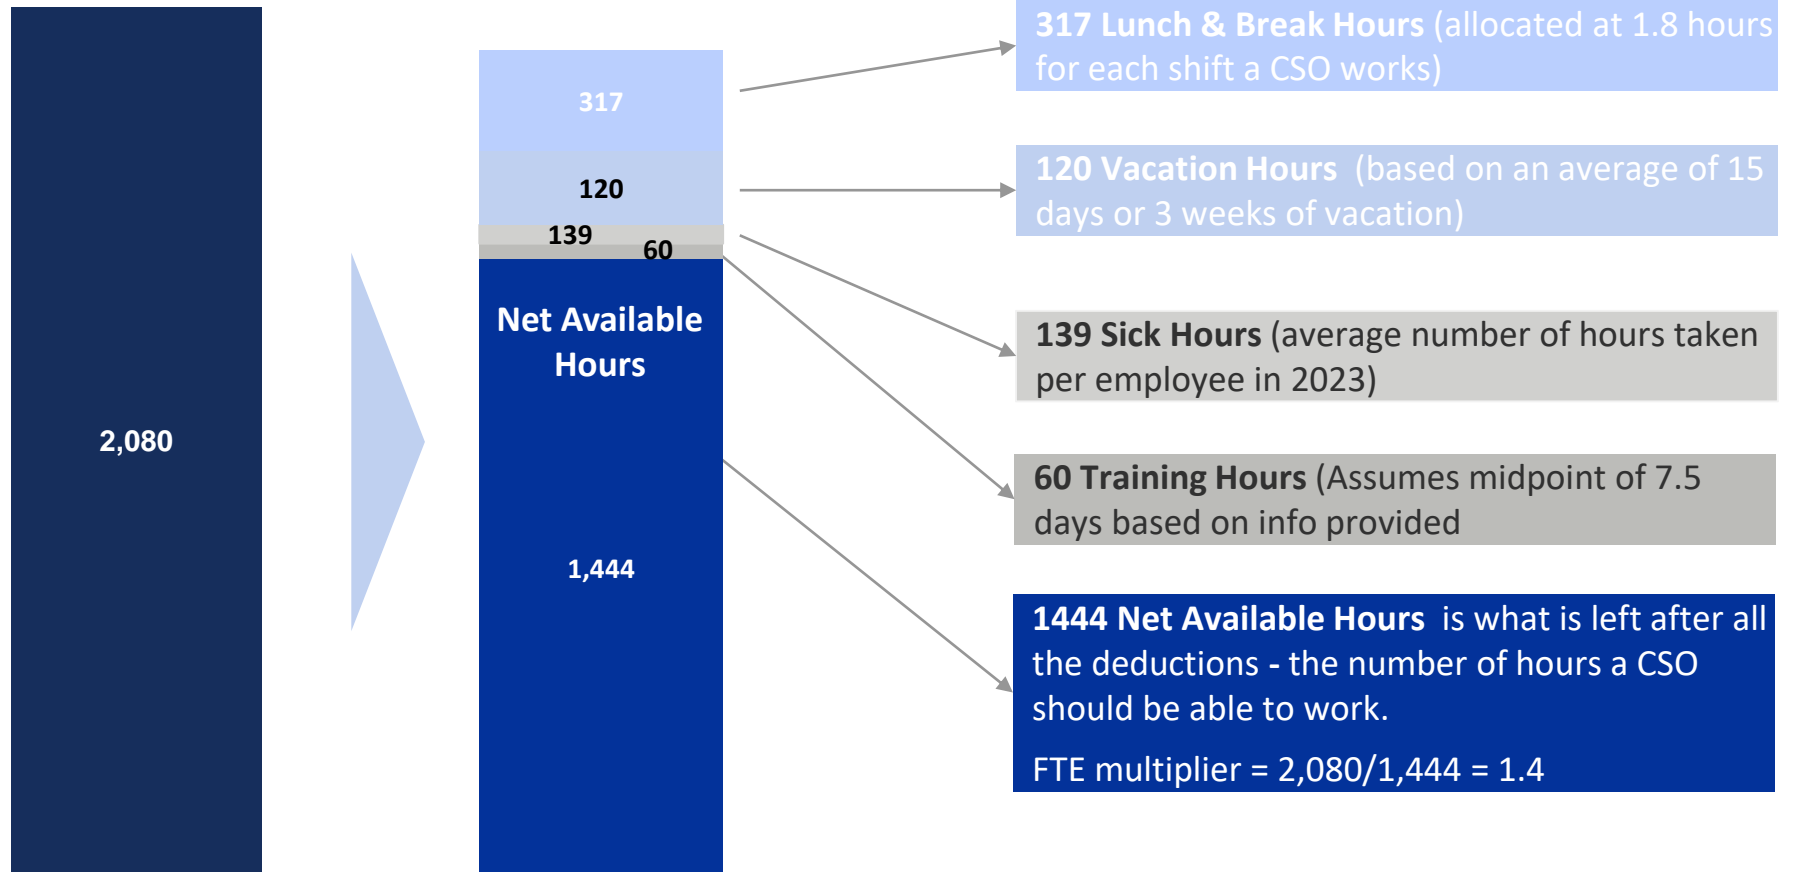 2,080
317
120
139
60
Net Available
Hours
1,444
317 Lunch & Break Hours (allocated at 1.8 hours
for each shift a CSO works)
120 Vacation Hours  (based on an average of 15
days or 3 weeks of vacation)
139 Sick Hours (average number of hours taken
per employee in 2023)
60 Training Hours (Assumes midpoint of 7.5
days based on info provided
1444 Net Available Hours  is what is left after all
the deductions - the number of hours a CSO
should be able to work.
FTE multiplier = 2,080/1,444 = 1.4